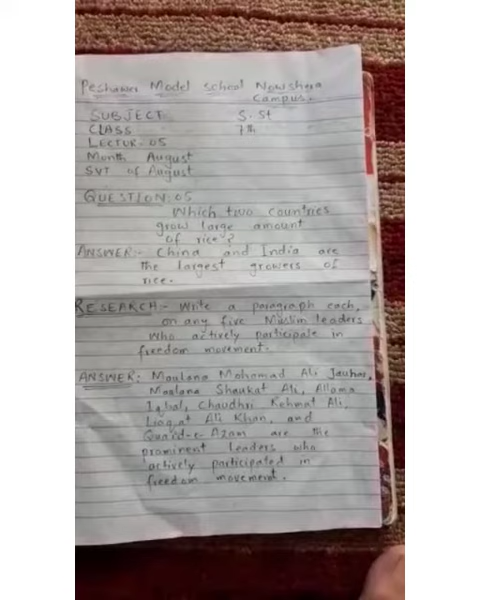 Peshawer Model school Nowshera
Campus.
SUBJECT S.St
CLASS 7th
LECTUR-05
Month August
SVT of August
QUESTION:05
Which two countries
grow large amount
of rice?
ANSWER:- China and India are
the largest growers of
rice.
RESEARCH:- Write a paragraph each,
on any five Muslim leaders
who actively participate in
freedom movement.
ANSWER: Maulana Mohamad Ali Jauhar,
Maulana Shaukat Ali, Allama
Iqbal, Chaudhri Rehmat Ali,
Liaqat Ali Khan, and
Quaid-e-Azam are the
prominent leaders who
actively participated in
freedom movement.